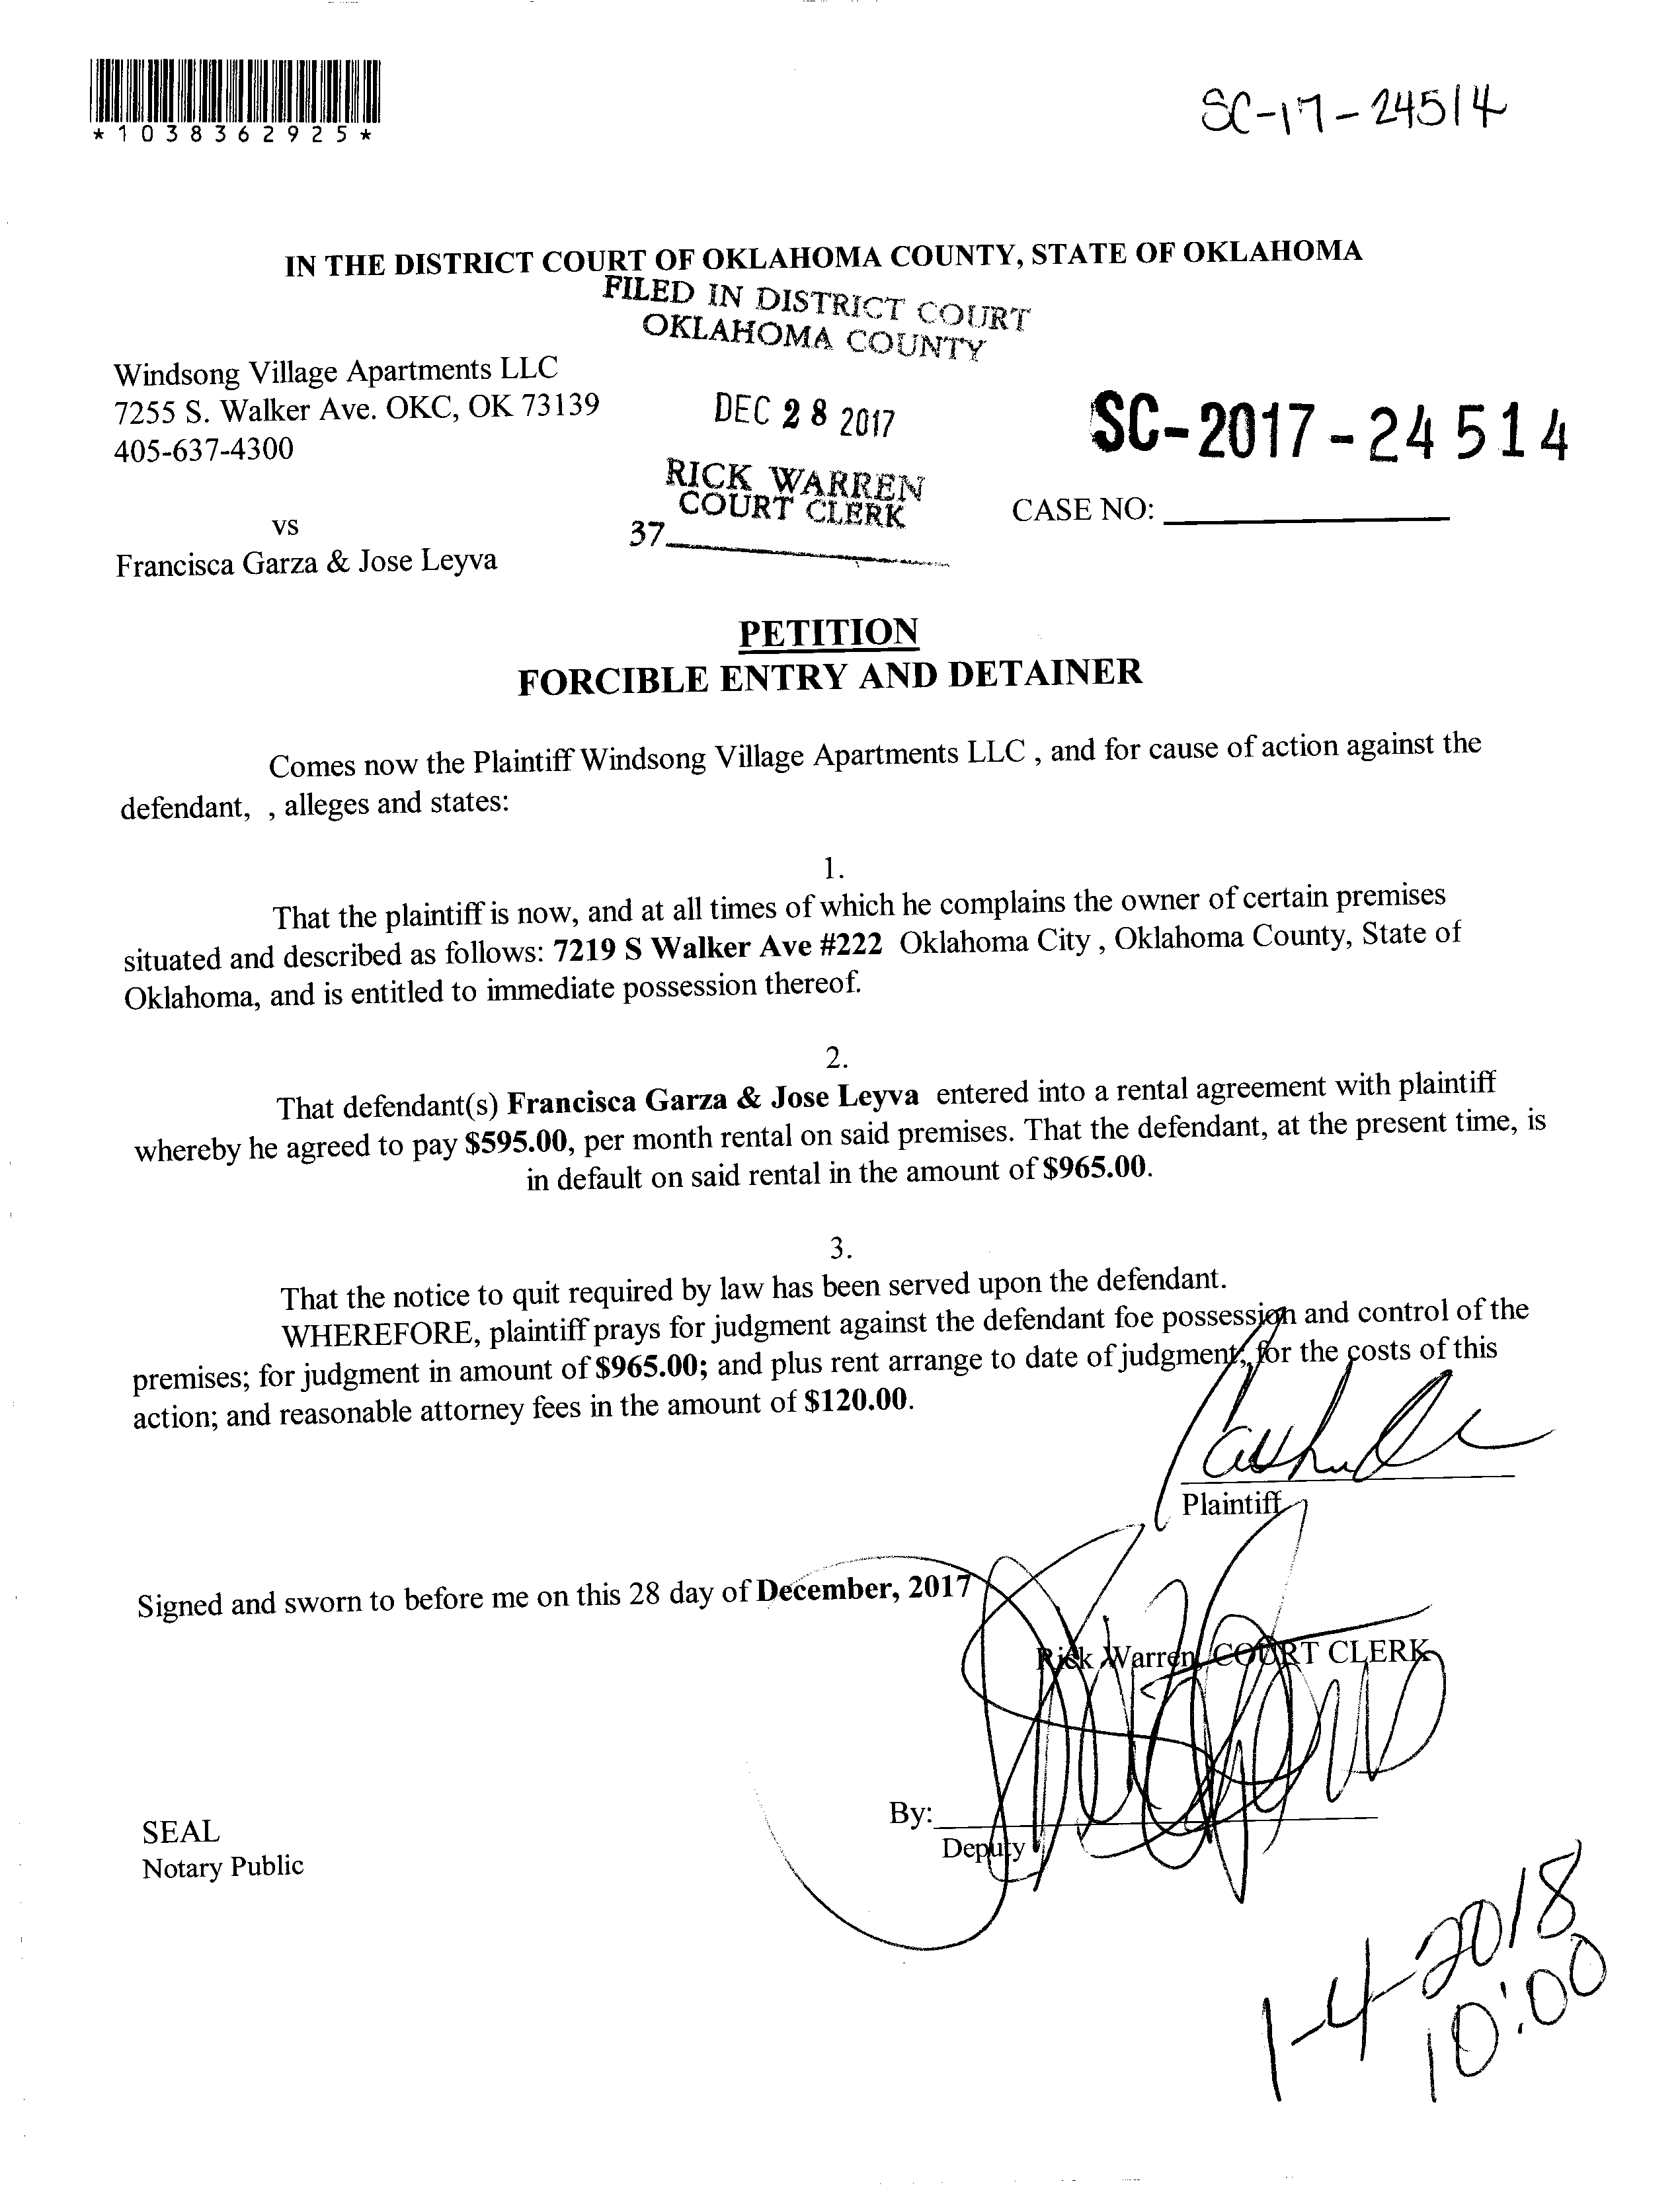 *1038362925*
SC-17-24514
IN THE DISTRICT COURT OF OKLAHOMA COUNTY, STATE OF OKLAHOMA
FILED IN DISTRICT COURT
OKLAHOMA COUNTY
Windsong Village Apartments LLC
7255 S. Walker Ave. OKC, OK 73139
405-637-4300
DEC 28 2017
SC-2017-24514
RICK WARREN
COURT CLERK
CASE NO:
vs
37
Francisca Garza & Jose Leyva
PETITION
FORCIBLE ENTRY AND DETAINER
Comes now the Plaintiff Windsong Village Apartments LLC , and for cause of action against the
defendant, , alleges and states:
1.
That the plaintiff is now, and at all times of which he complains the owner of certain premises
situated and described as follows: 7219 S Walker Ave #222 Oklahoma City , Oklahoma County, State of
Oklahoma, and is entitled to immediate possession thereof.
2.
That defendant(s) Francisca Garza & Jose Leyva entered into a rental agreement with plaintiff
whereby he agreed to pay $595.00, per month rental on said premises. That the defendant, at the present time, is
in default on said rental in the amount of $965.00.
3.
That the notice to quit required by law has been served upon the defendant.
WHEREFORE, plaintiff prays for judgment against the defendant foe possession and control of the
premises; for judgment in amount of $965.00; and plus rent arrange to date of judgment; for the costs of this
action; and reasonable attorney fees in the amount of $120.00.
Plaintiff
Signed and sworn to before me on this 28 day of December, 2017
Rick Warren, COURT CLERK
By:
Deputy
SEAL
Notary Public
1-4-2018
10:00